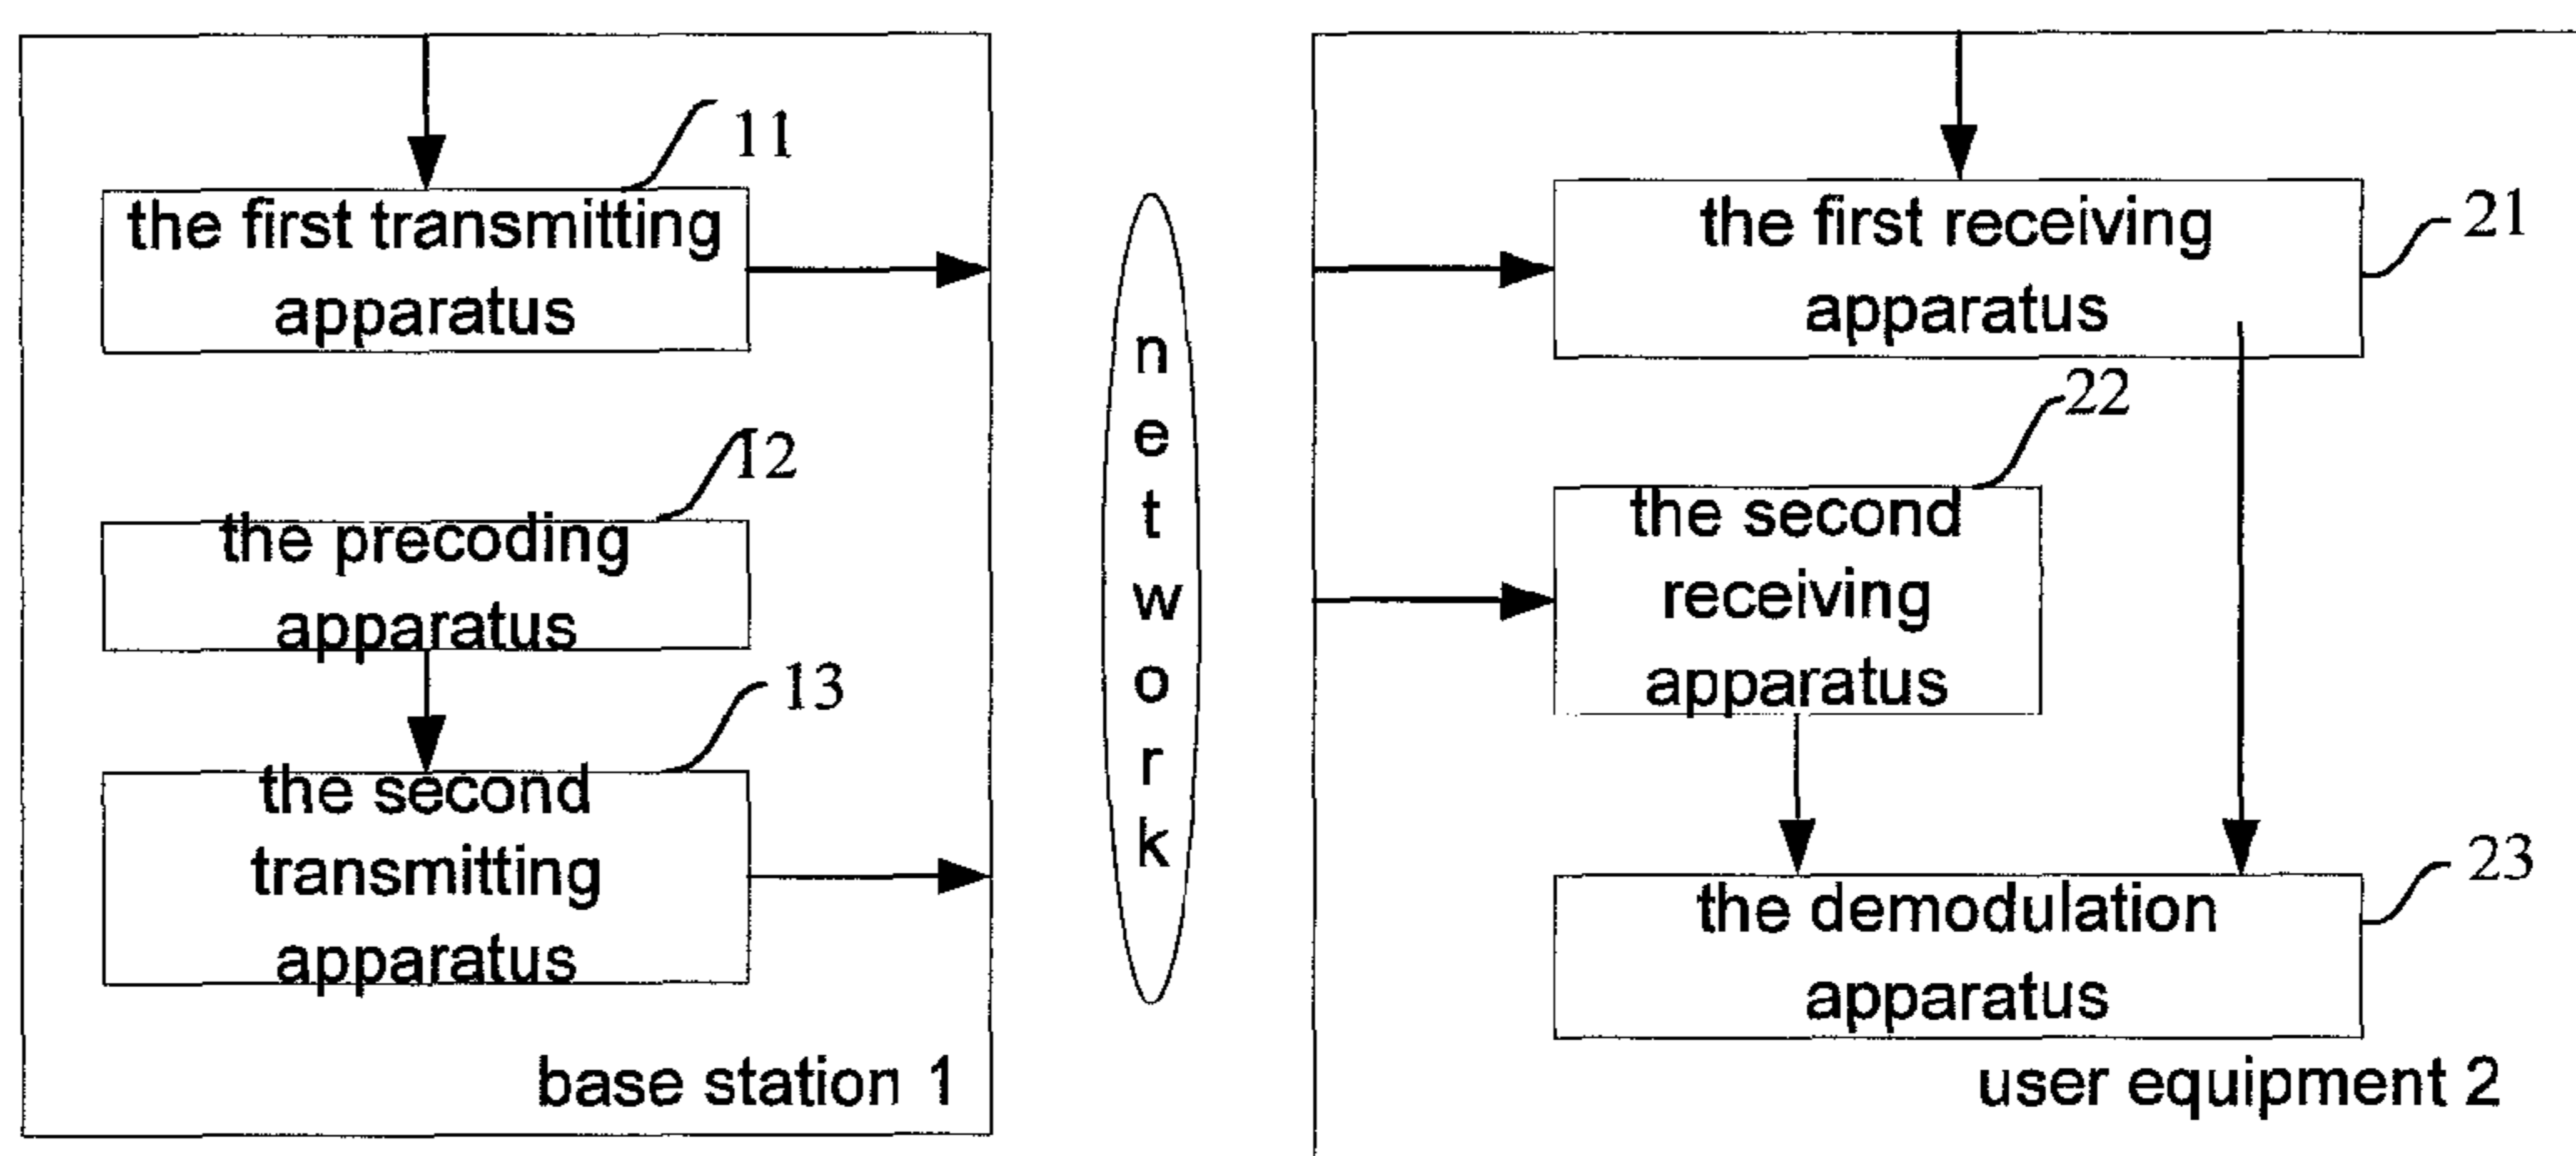 11
the first transmitting
apparatus
12
the precoding
apparatus
13
the second
transmitting
apparatus
base station 1
network
21
the first receiving
apparatus
22
the second
receiving
apparatus
23
the demodulation
apparatus
user equipment 2